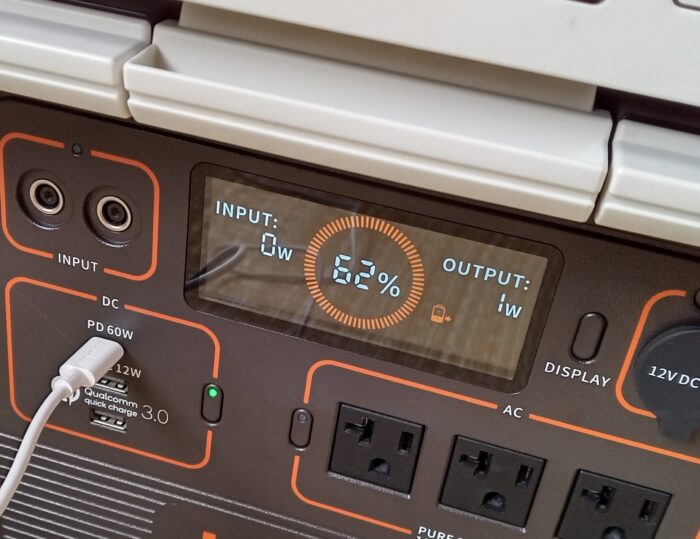 INPUT:
0w
62%
OUTPUT:
1w
INPUT
DC
PD 60W
12W
Qualcomm
quick charge 3.0
DISPLAY
12V DC
AC